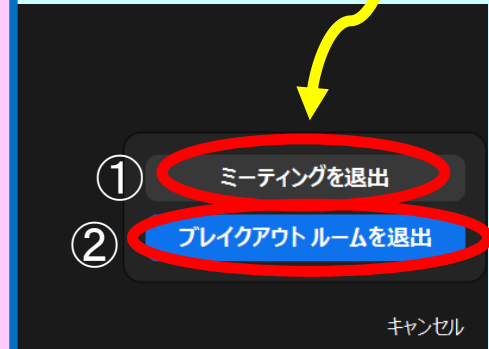 ① ミーティングを退出
② ブレイクアウト ルームを退出
キャンセル